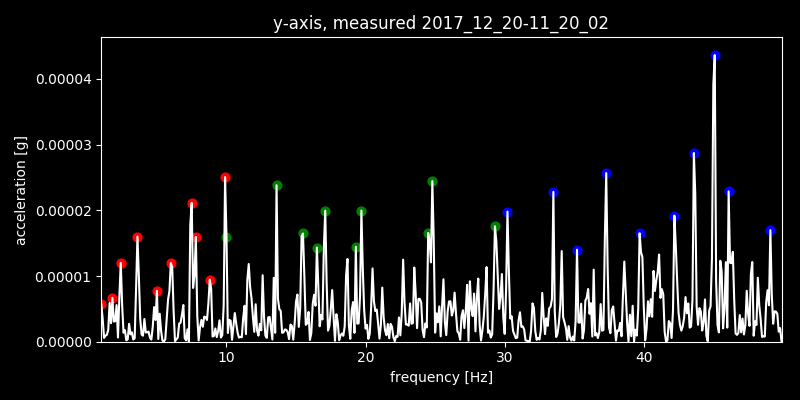 y-axis, measured 2017_12_20-11_20_02
acceleration [g]
0.00004
0.00003
0.00002
0.00001
0.00000
10 20 30 40
frequency [Hz]